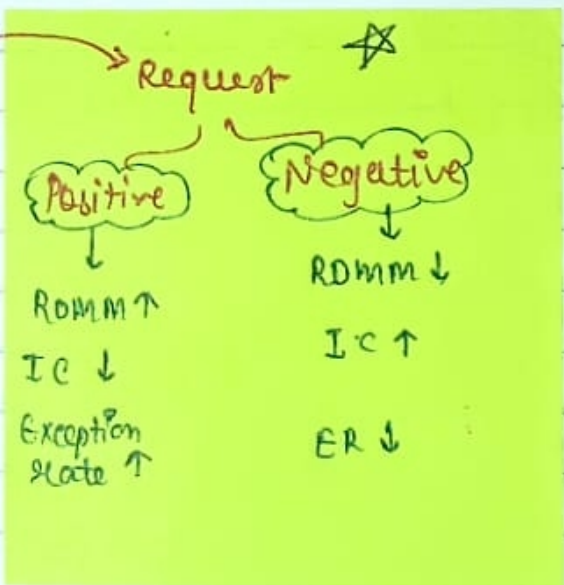 Request
Positive
RDMM ↑
IC ↓
Exception
rate ↑
Negative
RDMM ↓
IC ↑
ER ↓